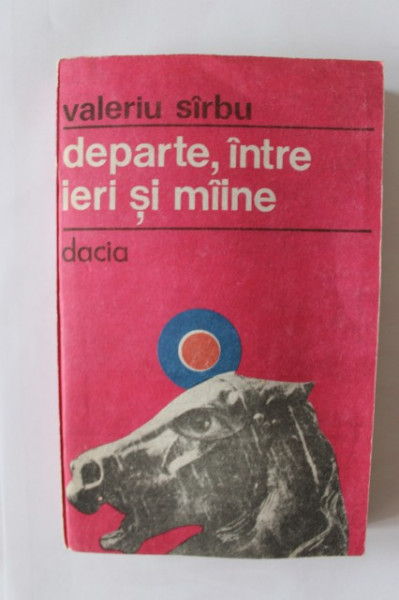 valeriu sîrbu
departe, între
ieri și mîine
dacia